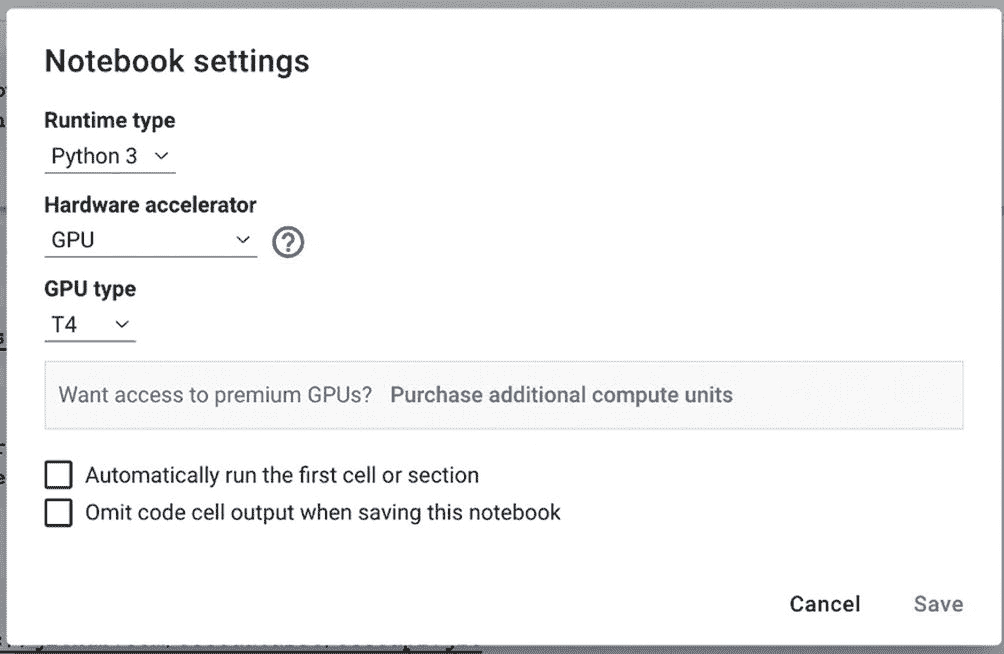 Notebook settings
Runtime type
Python 3
Hardware accelerator
GPU
?
GPU type
T4
Want access to premium GPUs? Purchase additional compute units
Automatically run the first cell or section
Omit code cell output when saving this notebook
Cancel Save